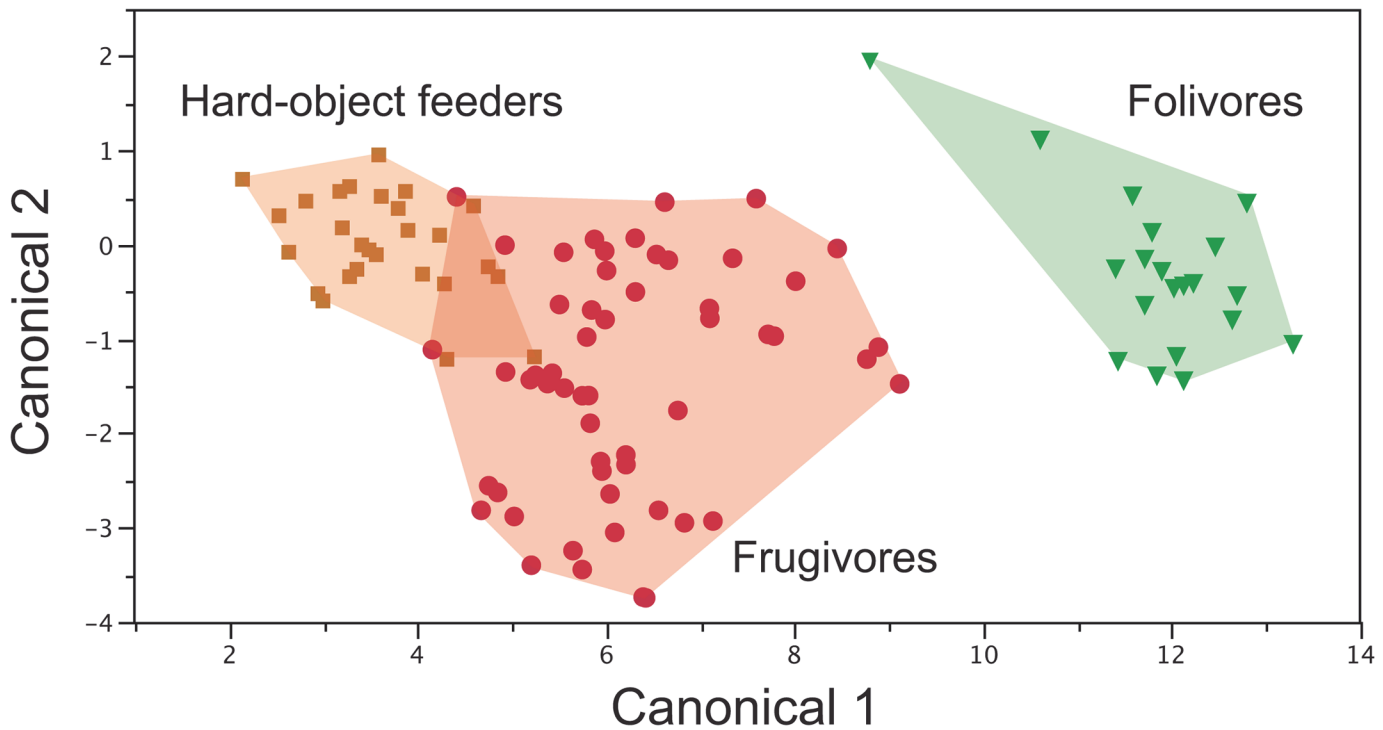 Hard-object feeders
Folivores
Frugivores
Canonical 2
2
1
0
−1
−2
−3
−4
2
4
6
8
10
12
14
Canonical 1